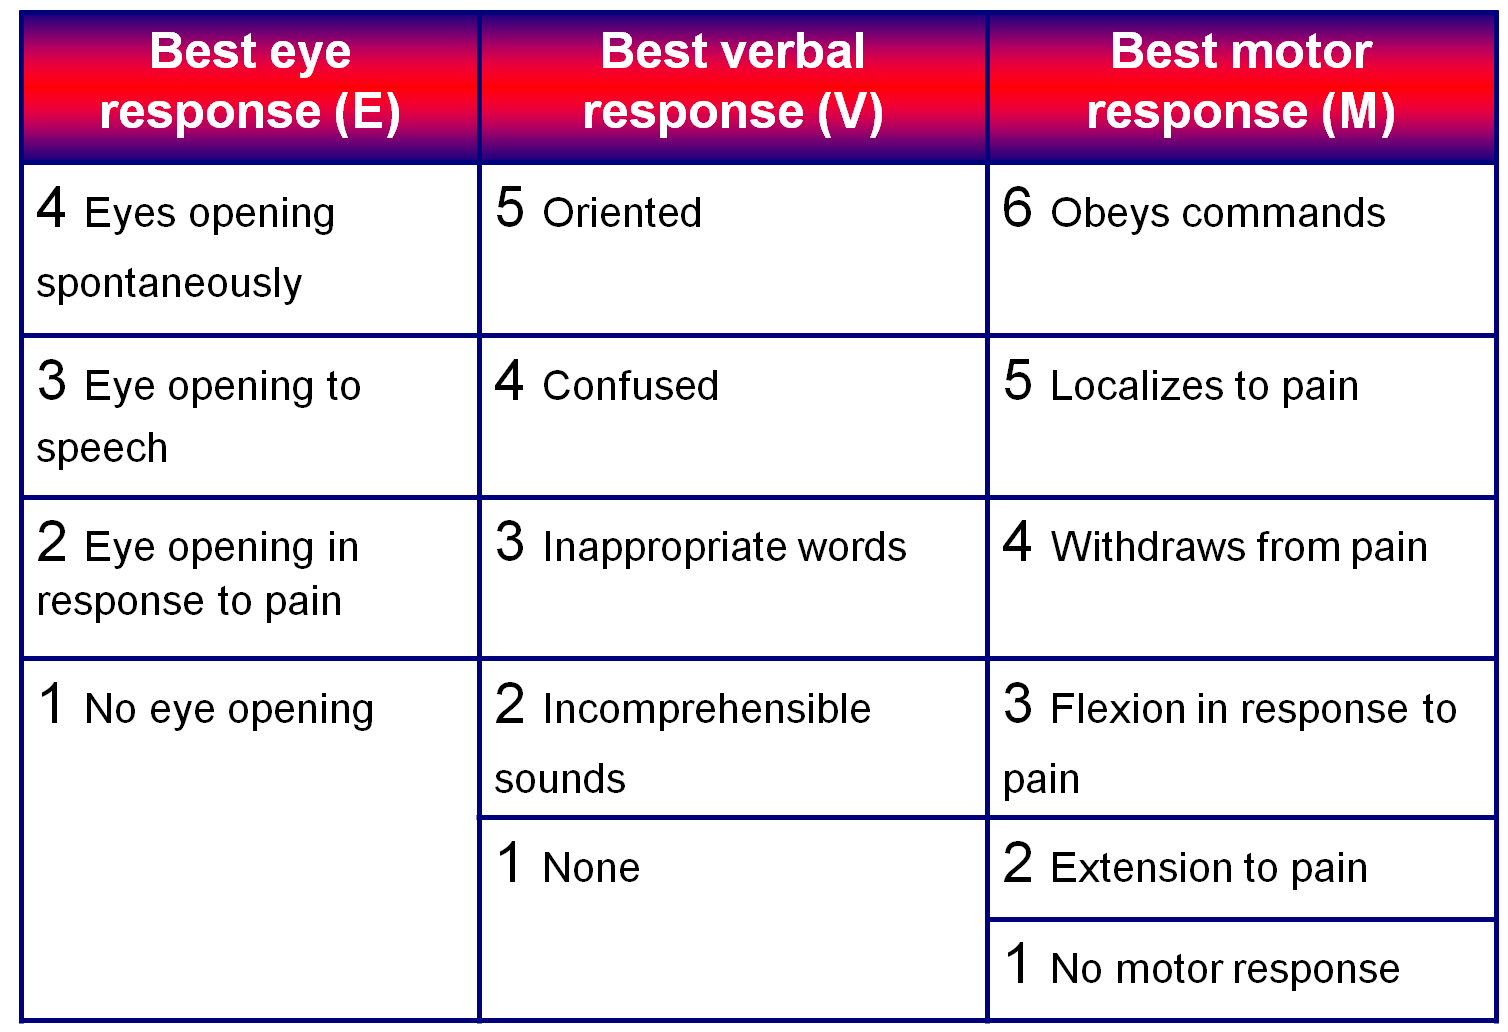 Best eye
response (E)
Best verbal
response (V)
Best motor
response (M)
4 Eyes opening
spontaneously
5 Oriented
6 Obeys commands
3 Eye opening to
speech
4 Confused
5 Localizes to pain
2 Eye opening in
response to pain
3 Inappropriate words
4 Withdraws from pain
1 No eye opening
2 Incomprehensible
sounds
3 Flexion in response to
pain
1 None
2 Extension to pain
1 No motor response